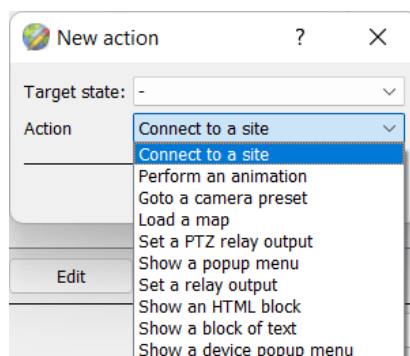 New action ?
Target state: -
Action Connect to a site
Connect to a site
Perform an animation
Goto a camera preset
Load a map
Set a PTZ relay output
Show a popup menu
Edit
Set a relay output
Show an HTML block
Show a block of text
Show a device popup menu